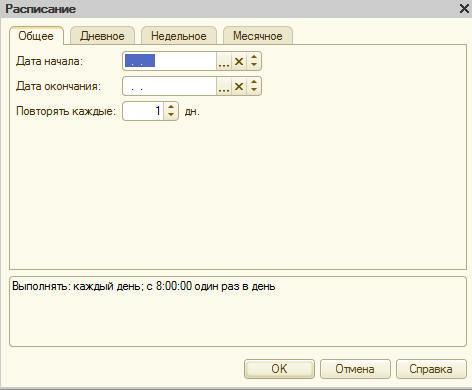 Расписание
Общее Дневное Недельное Месячное
Дата начала: . . ... ×
Дата окончания: . . ... ×
Повторять каждые: 1 дн.
Выполнять: каждый день; с 8:00:00 один раз в день
OK Отмена Справка